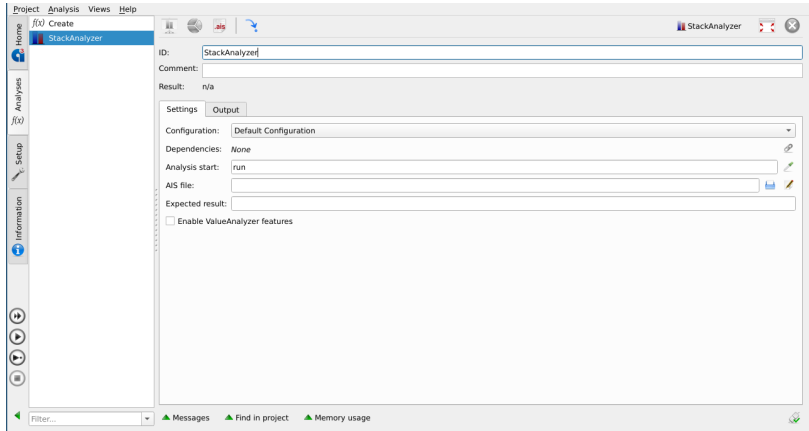 Project Analysis Views Help
f(x) Create
StackAnalyzer
Home
Analyses
f(x)
Setup
Information
.ais
StackAnalyzer
ID: StackAnalyzer
Comment:
Result: n/a
Settings Output
Configuration: Default Configuration
Dependencies: None
Analysis start: run
AIS file:
Expected result:
Enable ValueAnalyzer features
Filter...
Messages Find in project Memory usage